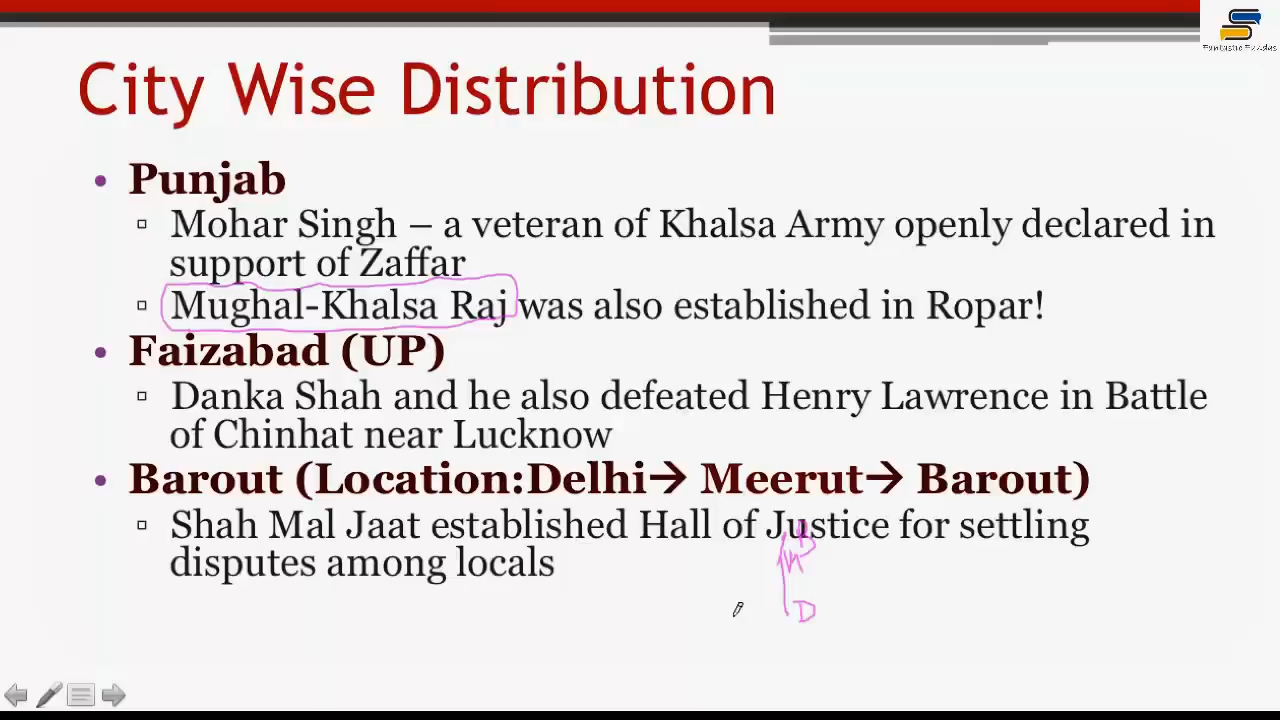 City Wise Distribution
• Punjab
▫ Mohar Singh – a veteran of Khalsa Army openly declared in
support of Zaffar
▫ Mughal-Khalsa Raj was also established in Ropar!
• Faizabad (UP)
▫ Danka Shah and he also defeated Henry Lawrence in Battle
of Chinhat near Lucknow
• Barout (Location:Delhi→ Meerut→ Barout)
▫ Shah Mal Jaat established Hall of Justice for settling
disputes among locals
B
M
D